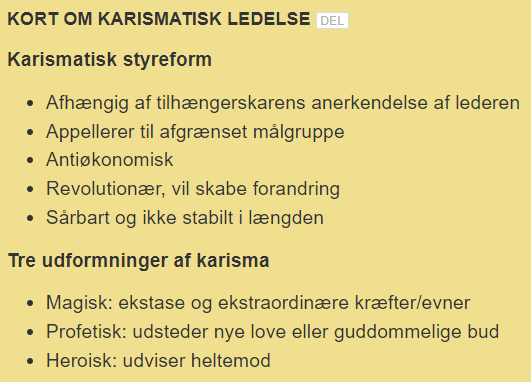 KORT OM KARISMATISK LEDELSE DEL
Karismatisk styreform
• Afhængig af tilhængerskarens anerkendelse af lederen
• Appellerer til afgrænset målgruppe
• Antiøkonomisk
• Revolutionær, vil skabe forandring
• Sårbart og ikke stabilt i længden
Tre udformninger af karisma
• Magisk: ekstase og ekstraordinære kræfter/evner
• Profetisk: udsteder nye love eller guddommelige bud
• Heroisk: udviser heltemod